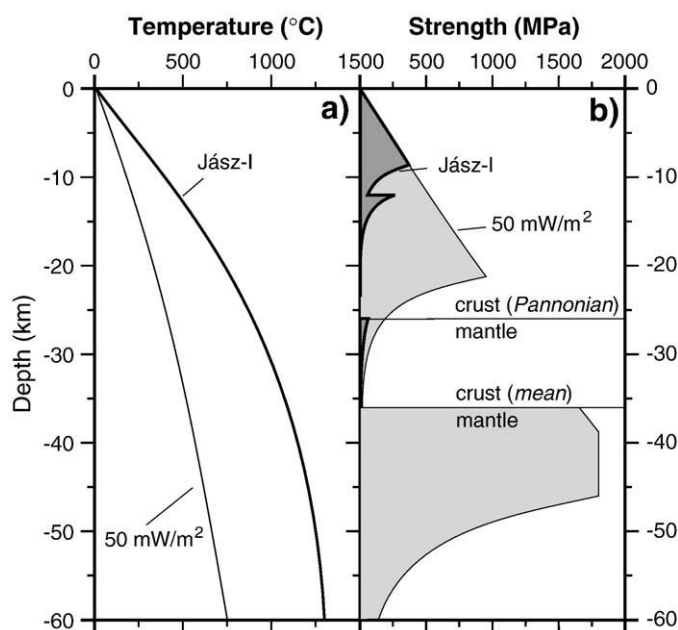 Temperature (°C) Strength (MPa)
0 500 1000 1500 500 1000 1500 2000
a) b)
0 0
Jász-I Jász-I
-10 -10
50 mW/m²
-20 -20
crust (Pannonian)
mantle
-30 -30
crust (mean)
mantle
-40 -40
50 mW/m²
-50 -50
-60 -60
Depth (km)